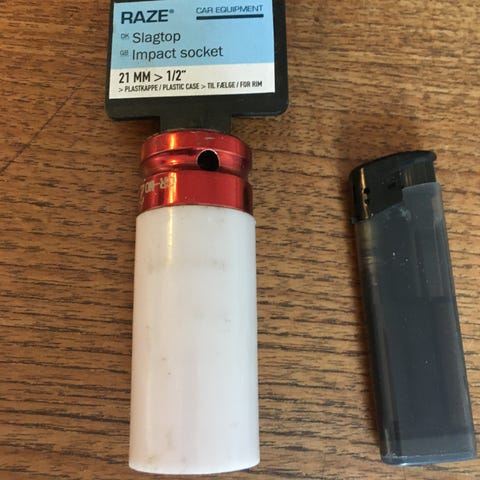 RAZE® CAR EQUIPMENT
DK Slagtop
GB Impact socket
21 MM > 1/2"
> PLASTKAPPE / PLASTIC CASE > TIL FÆLGE / FOR RIM